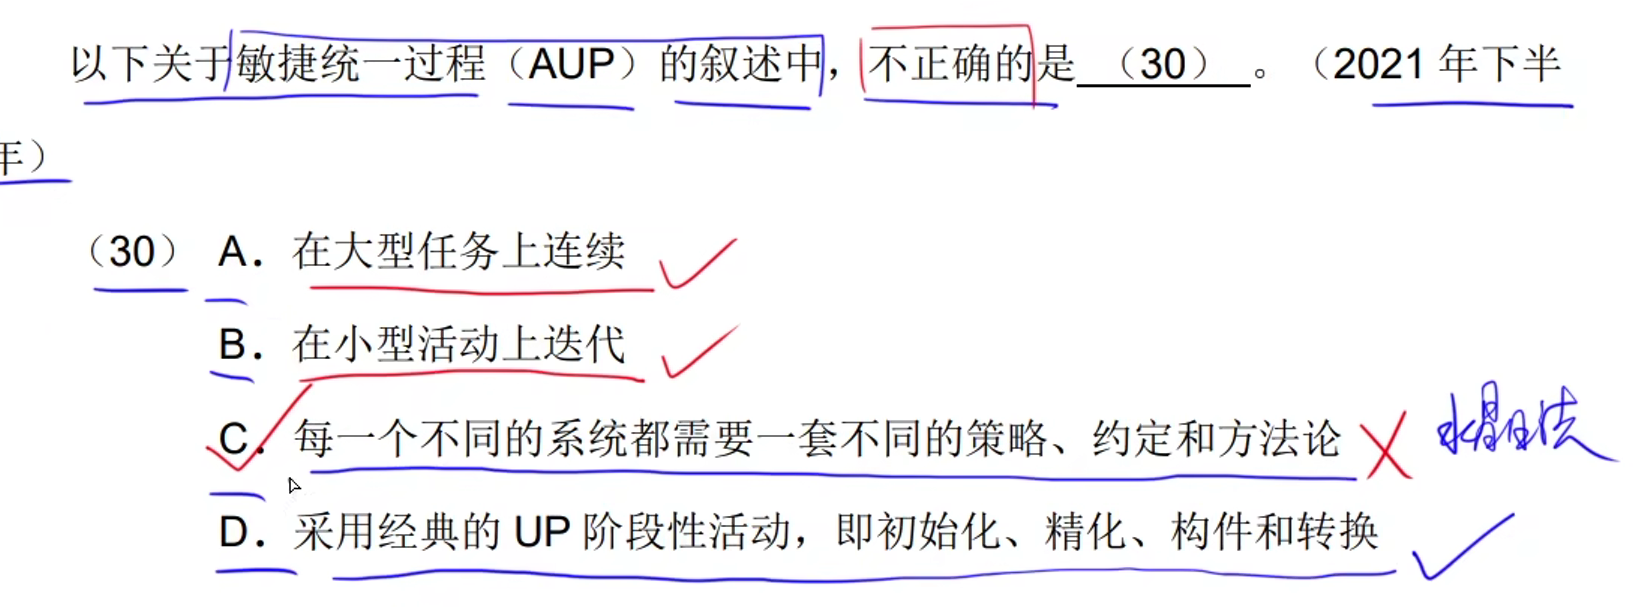 以下关于敏捷统一过程（AUP）的叙述中，不正确的是（30）。（2021 年下半
年）
（30） A．在大型任务上连续
B．在小型活动上迭代
C．每一个不同的系统都需要一套不同的策略、约定和方法论 水晶法
D．采用经典的 UP 阶段性活动，即初始化、精化、构件和转换